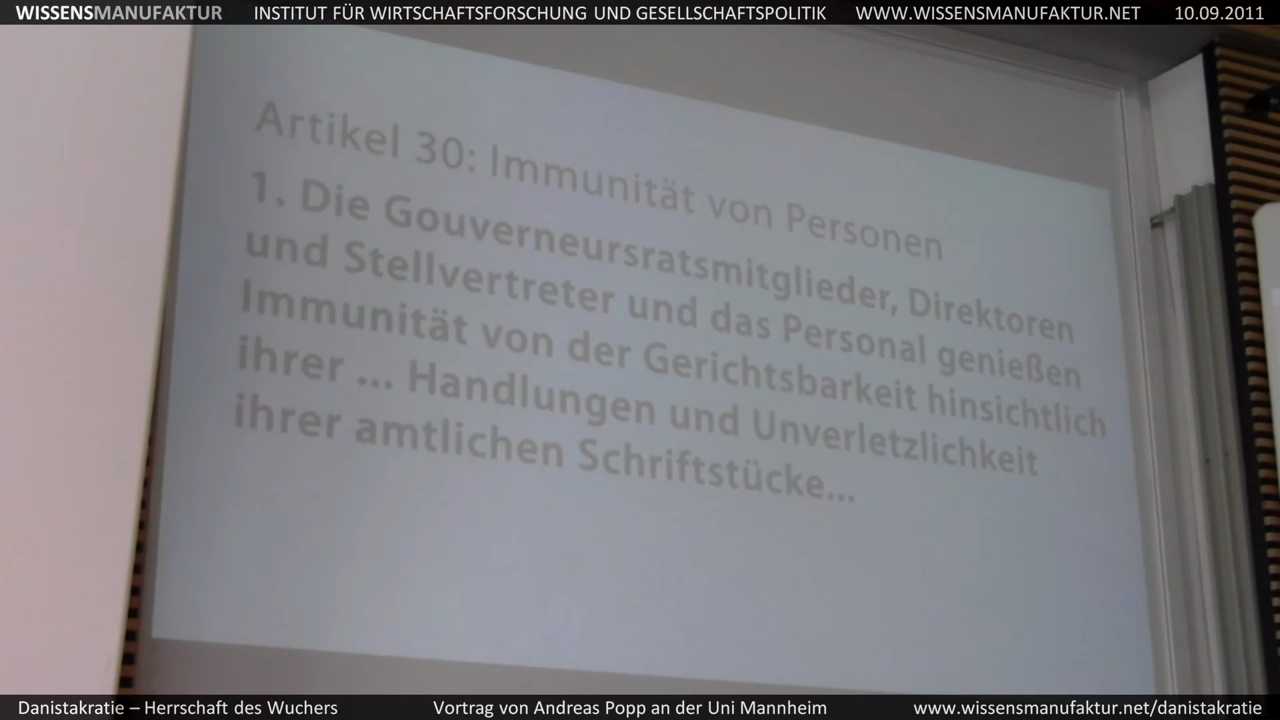 WISSENSMANUFAKTUR INSTITUT FÜR WIRTSCHAFTSFORSCHUNG UND GESELLSCHAFTSPOLITIK WWW.WISSENSMANUFAKTUR.NET 10.09.2011
Artikel 30: Immunität von Personen
1. Die Gouverneursratsmitglieder, Direktoren
und Stellvertreter und das Personal genießen
Immunität von der Gerichtsbarkeit hinsichtlich
ihrer ... Handlungen und Unverletzlichkeit
ihrer amtlichen Schriftstücke...
Danistakratie – Herrschaft des Wuchers Vortrag von Andreas Popp an der Uni Mannheim www.wissensmanufaktur.net/danistakratie